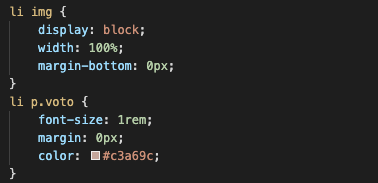 li img {
    display: block;
    width: 100%;
    margin-bottom: 0px;
}
li p.voto {
    font-size: 1rem;
    margin: 0px;
    color: #c3a69c;
}